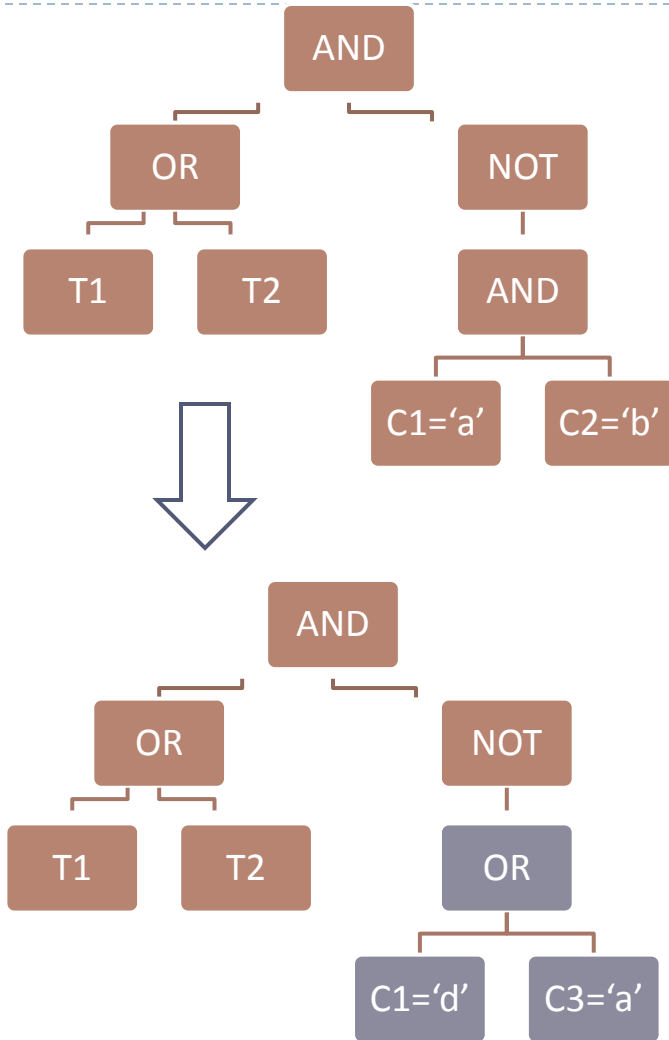 AND
OR NOT
T1 T2 AND
C1=‘a’ C2=‘b’
AND
OR NOT
T1 T2 OR
C1=‘d’ C3=‘a’